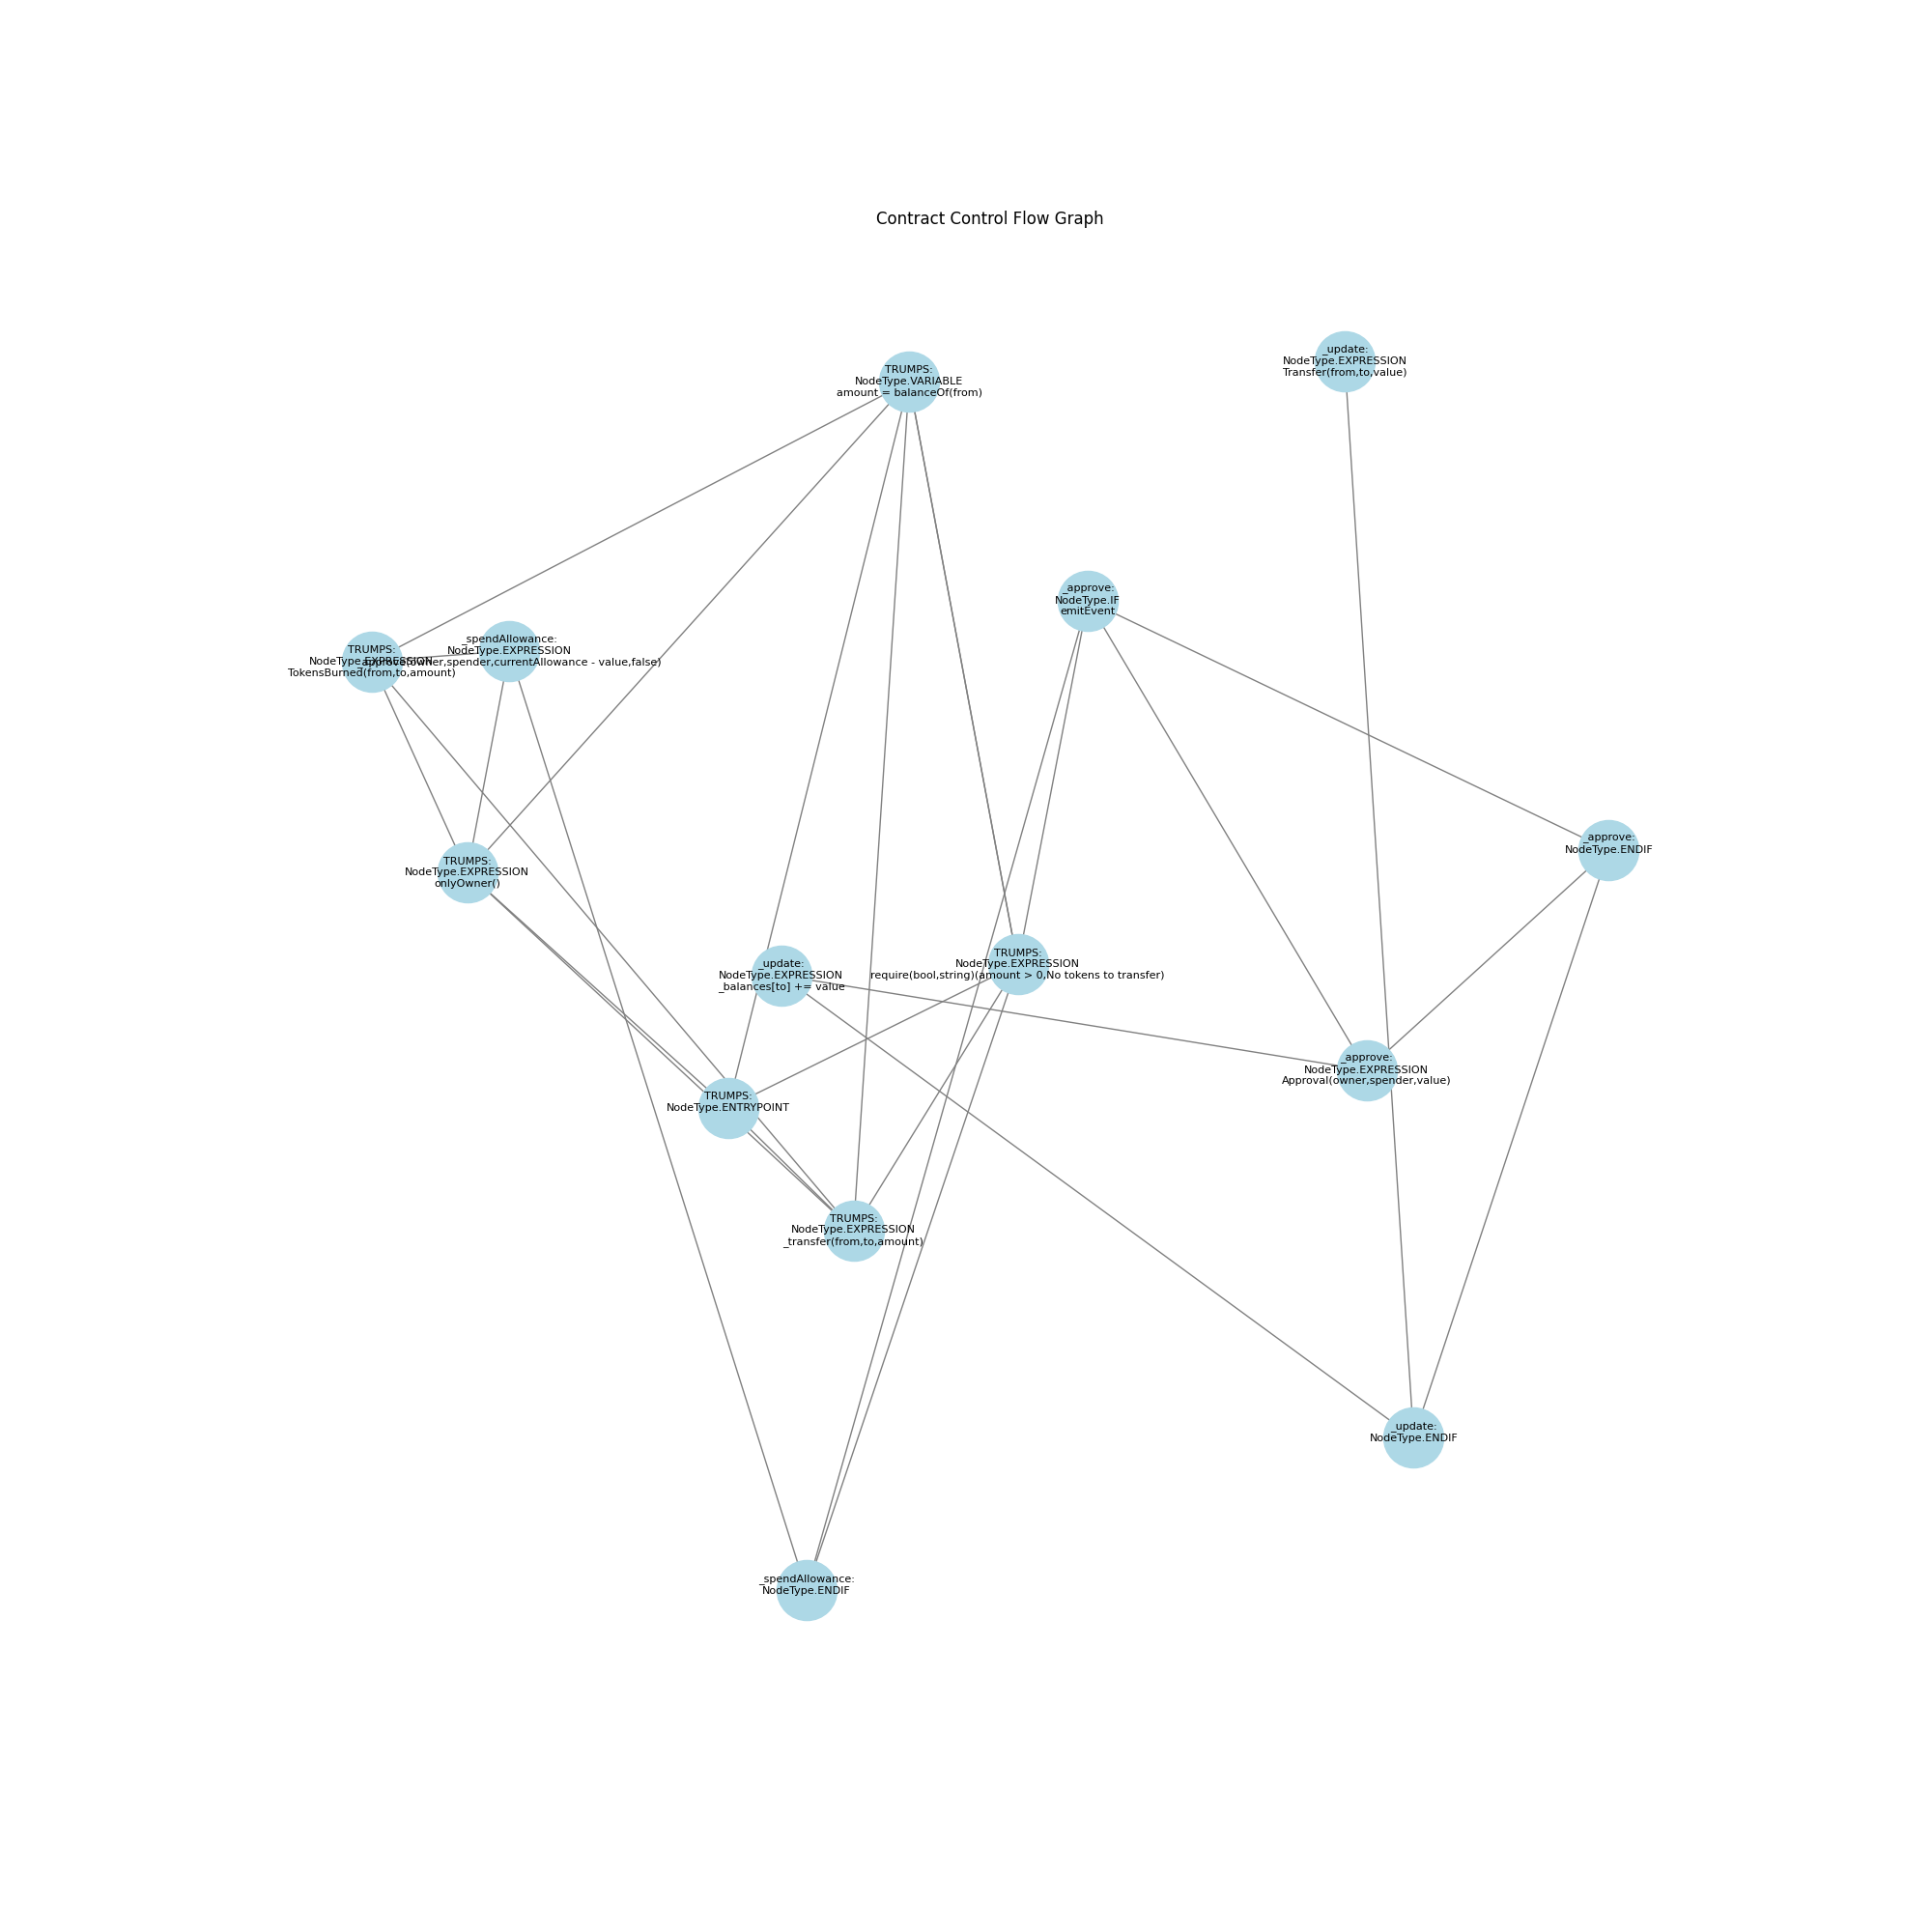 Contract Control Flow Graph
_update:
NodeType.EXPRESSION
Transfer(from,to,value)
TRUMPS:
NodeType.VARIABLE
amount = balanceOf(from)
_approve:
NodeType.IF
emitEvent
_spendAllowance:
NodeType.EXPRESSION
_approve(owner,spender,currentAllowance - value,false)
TRUMPS:
NodeType.EXPRESSION
TokensBurned(from,to,amount)
_approve:
NodeType.ENDIF
TRUMPS:
NodeType.EXPRESSION
onlyOwner()
TRUMPS:
NodeType.EXPRESSION
require(bool,string)(amount > 0,No tokens to transfer)
_update:
NodeType.EXPRESSION
_balances[to] += value
_approve:
NodeType.EXPRESSION
Approval(owner,spender,value)
TRUMPS:
NodeType.ENTRYPOINT
TRUMPS:
NodeType.EXPRESSION
_transfer(from,to,amount)
_update:
NodeType.ENDIF
_spendAllowance:
NodeType.ENDIF